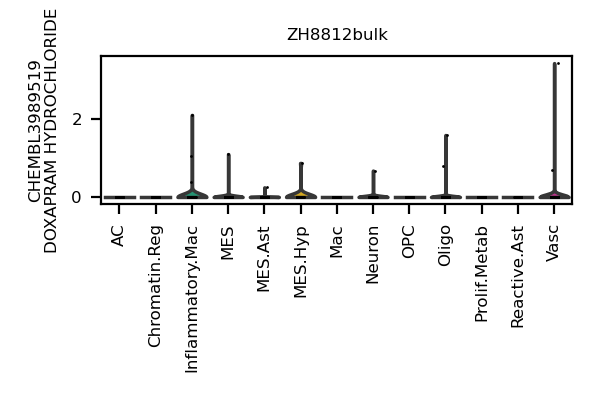 ZH8812bulk
CHEMBL3989519
DOXAPRAM HYDROCHLORIDE
2
0
AC
Chromatin.Reg
Inflammatory.Mac
MES
MES.Ast
MES.Hyp
Mac
Neuron
OPC
Oligo
Prolif.Metab
Reactive.Ast
Vasc